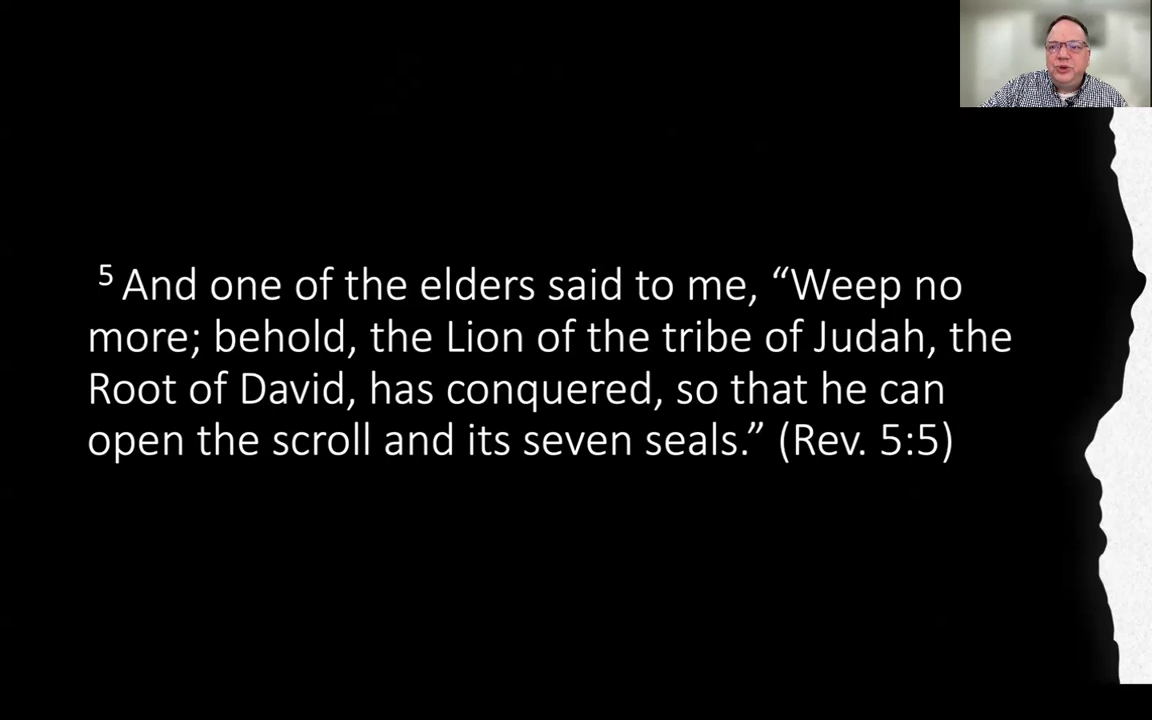 5 And one of the elders said to me, “Weep no
more; behold, the Lion of the tribe of Judah, the
Root of David, has conquered, so that he can
open the scroll and its seven seals.” (Rev. 5:5)